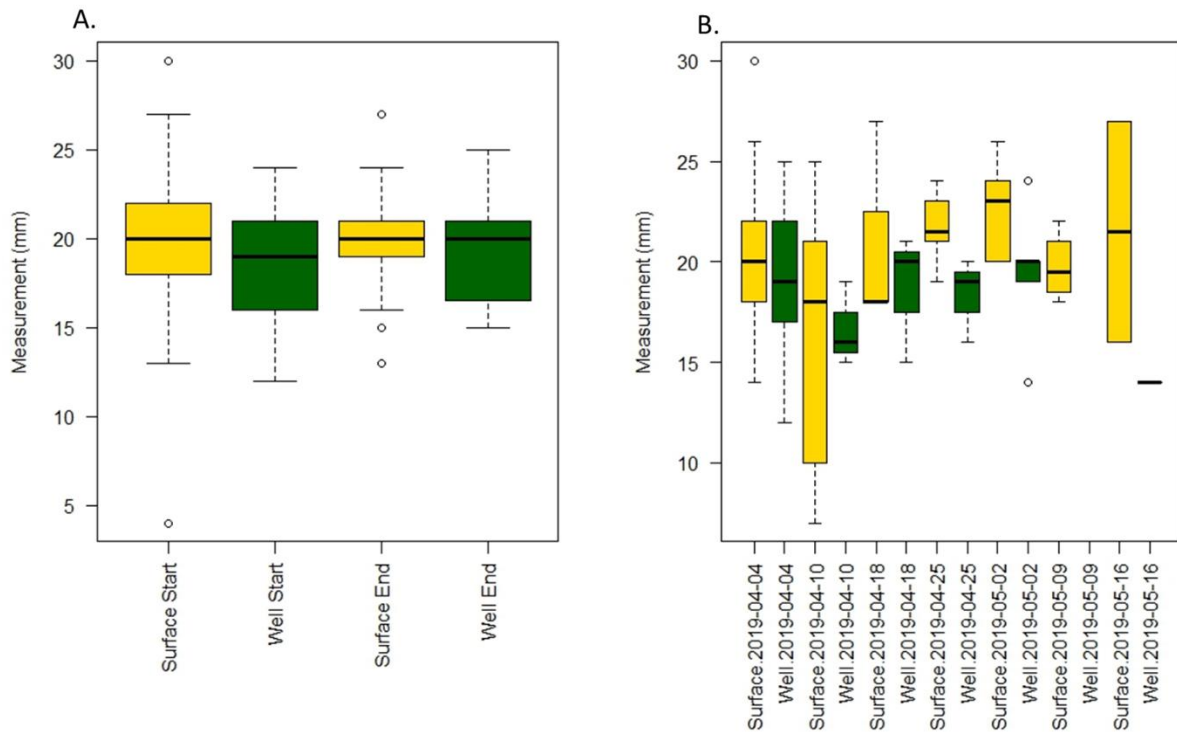 A.
Measurement (mm)
30
25
20
15
10
5
Surface Start
Well Start
Surface End
Well End
B.
Measurement (mm)
30
25
20
15
10
Surface.2019-04-04
Well.2019-04-04
Surface.2019-04-10
Well.2019-04-10
Surface.2019-04-18
Well.2019-04-18
Surface.2019-04-25
Well.2019-04-25
Surface.2019-05-02
Well.2019-05-02
Surface.2019-05-09
Well.2019-05-09
Surface.2019-05-16
Well.2019-05-16